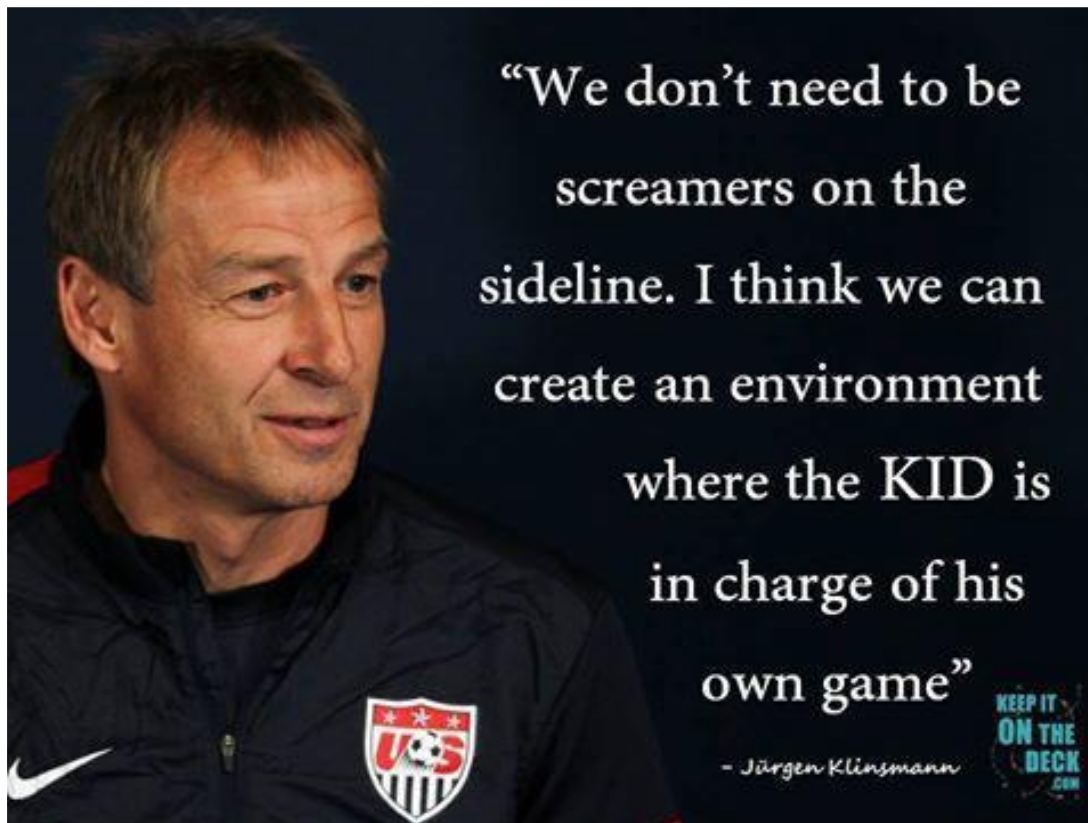 “We don’t need to be
screamers on the
sideline. I think we can
create an environment
where the KID is
in charge of his
own game”
- Jürgen Klinsmann
KEEP IT
ON THE
DECK
.COM
US